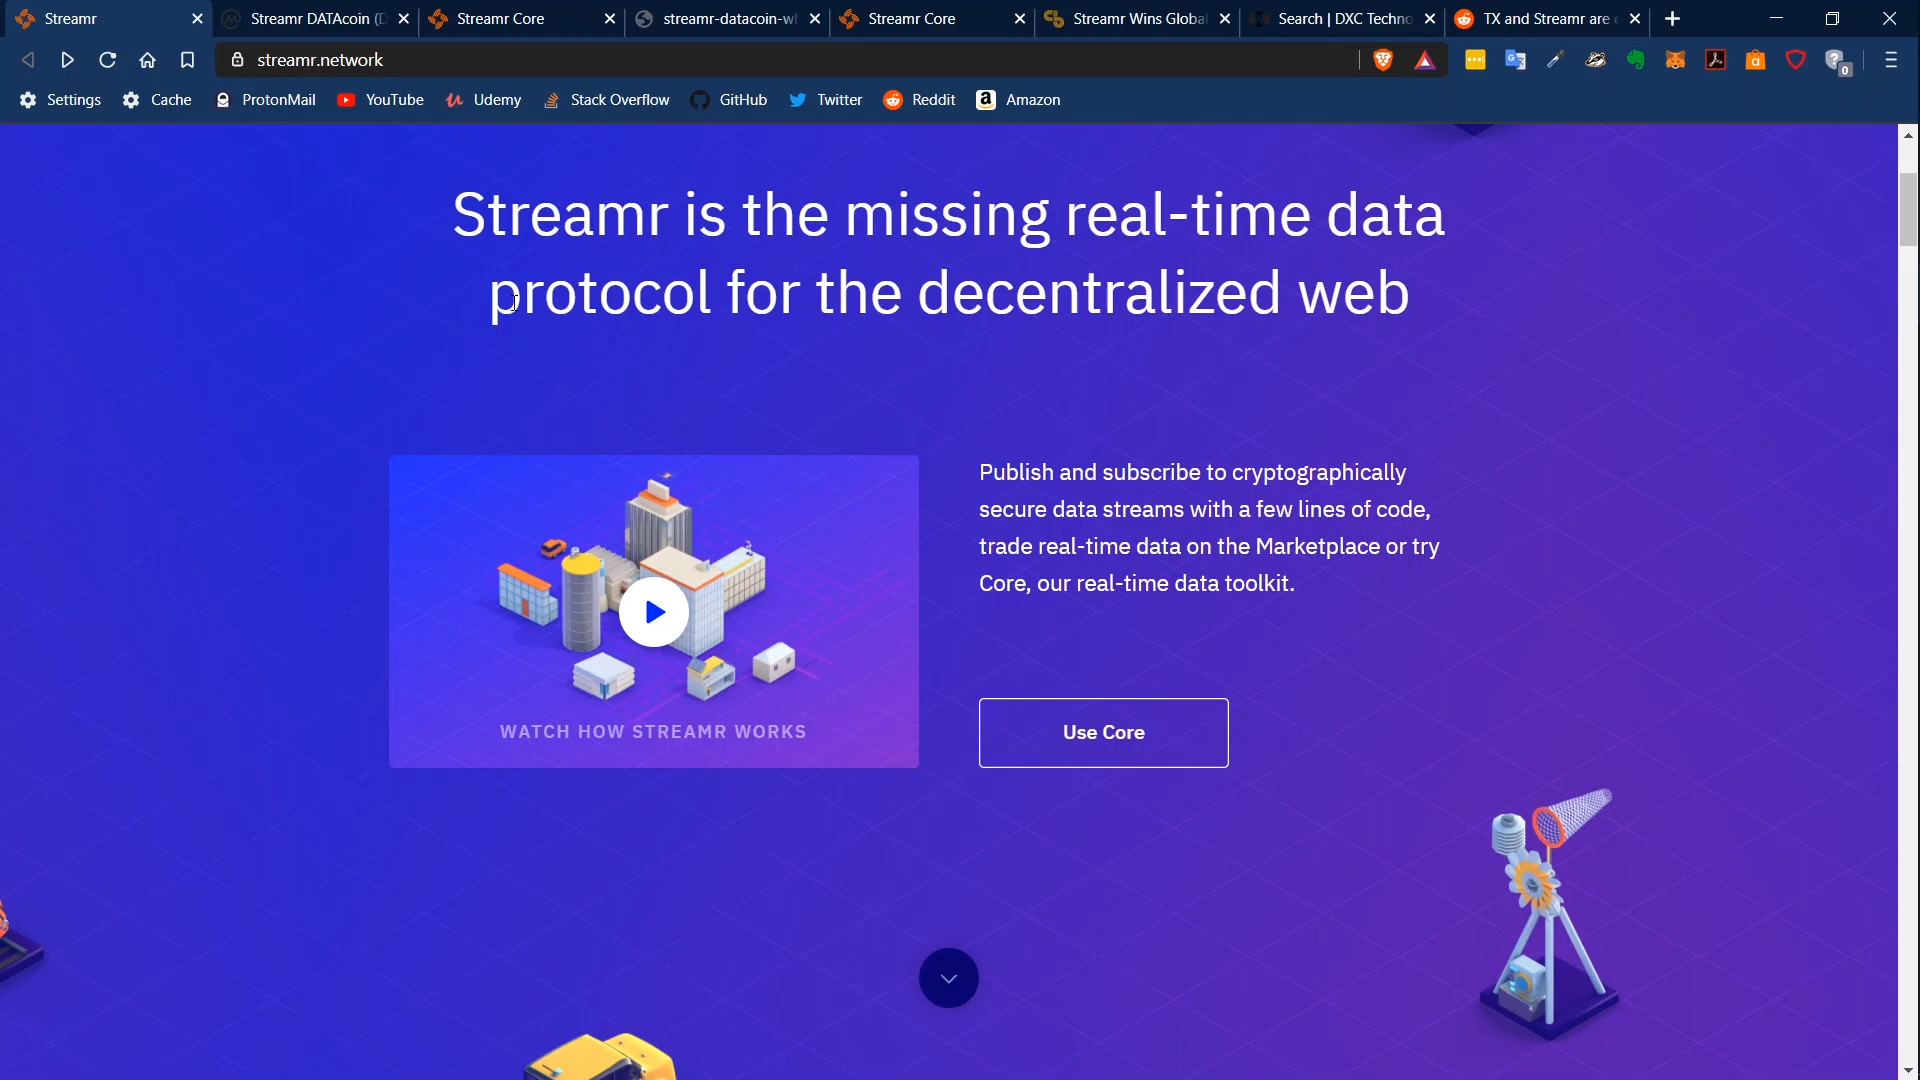 Streamr
Streamr DATAcoin (D
Streamr Core
streamr-datacoin-wh
Streamr Core
Streamr Wins Global
Search | DXC Techno
TX and Streamr are e
streamr.network
0
Settings
Cache
ProtonMail
YouTube
Udemy
Stack Overflow
GitHub
Twitter
Reddit
Amazon
Streamr is the missing real-time data
protocol for the decentralized web
WATCH HOW STREAMR WORKS
Publish and subscribe to cryptographically
secure data streams with a few lines of code,
trade real-time data on the Marketplace or try
Core, our real-time data toolkit.
Use Core